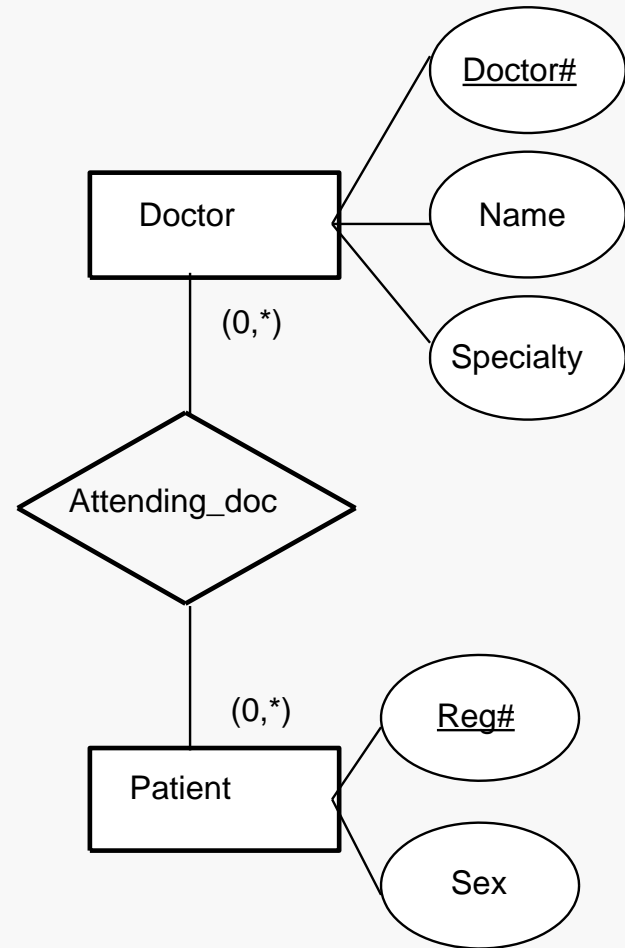 Doctor#
Doctor
Name
(0,*)
Specialty
Attending_doc
(0,*)
Reg#
Patient
Sex